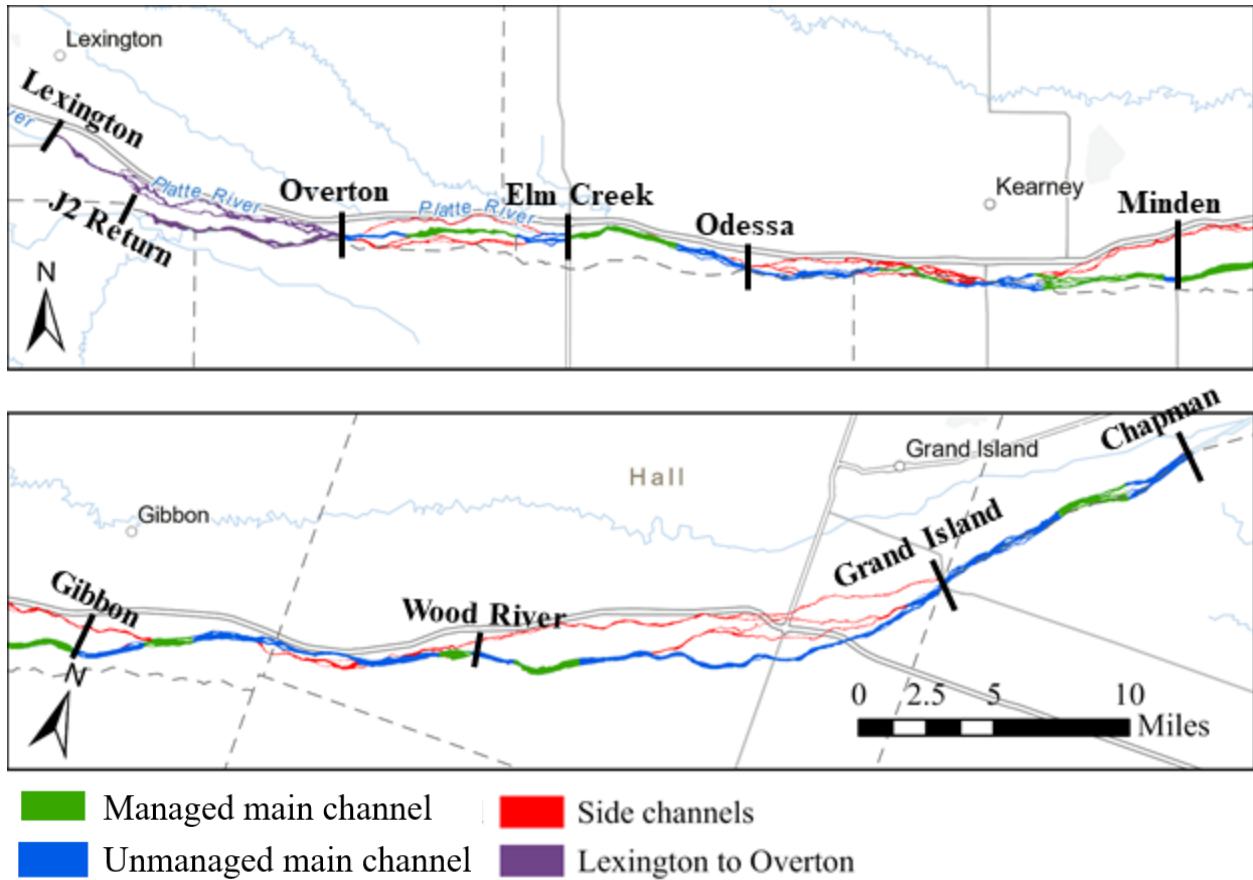 Lexington
Lexington
ver
J2 Return
Platte River
Overton
Platte River
Elm Creek
Odessa
Kearney
Minden
N
Gibbon
Gibbon
N
Hall
Wood River
Grand Island
Grand Island
Chapman
0 2.5 5 10
Miles
Managed main channel
Side channels
Unmanaged main channel
Lexington to Overton